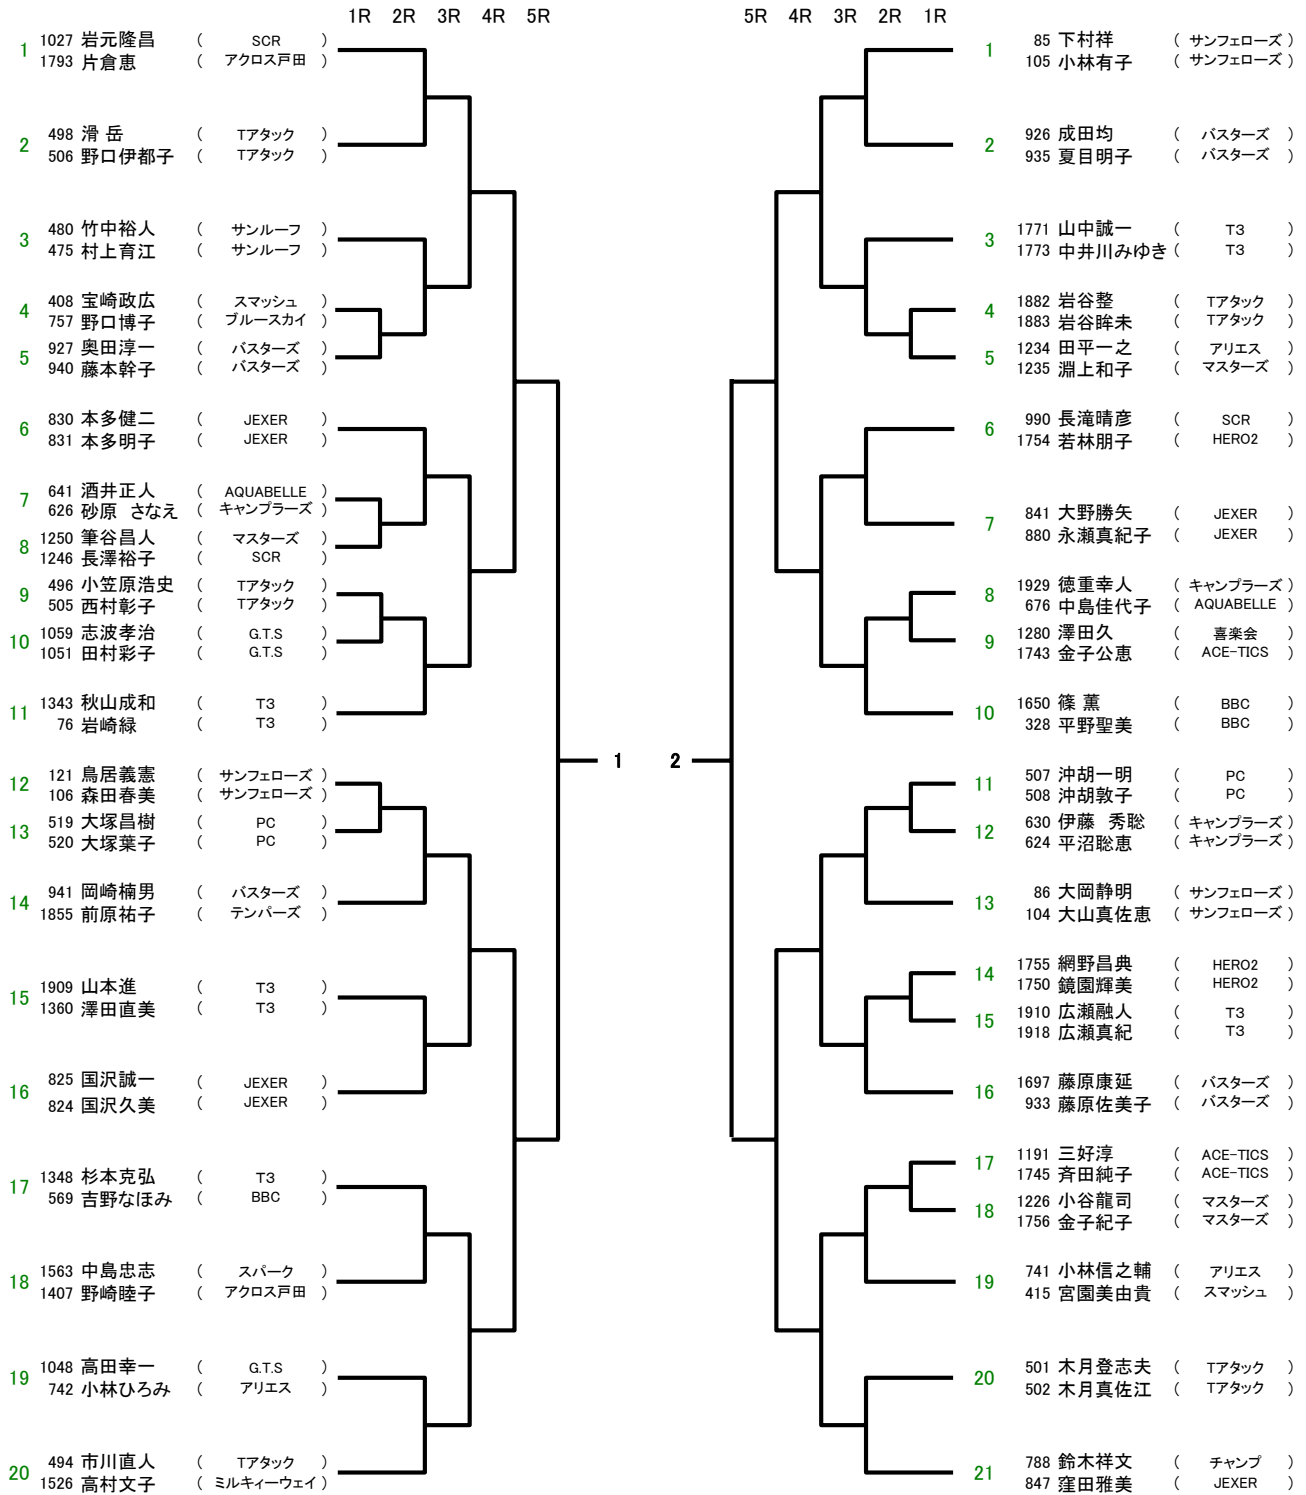 1R 2R 3R 4R 5R
1 1027 岩元隆昌 ( SCR )
1793 片倉恵 ( アクロス戸田 )
2 498 滑 岳 ( Tアタック )
506 野口伊都子 ( Tアタック )
3 480 竹中裕人 ( サンルーフ )
475 村上育江 ( サンルーフ )
4 408 宝崎政広 ( スマッシュ )
757 野口博子 ( ブルースカイ )
5 927 奥田淳一 ( バスターズ )
940 藤本幹子 ( バスターズ )
6 830 本多健二 ( JEXER )
831 本多明子 ( JEXER )
7 641 酒井正人 ( AQUABELLE )
626 砂原 さなえ ( キャンプラーズ )
8 1250 筆谷昌人 ( マスターズ )
1246 長澤裕子 ( SCR )
9 496 小笠原浩史 ( Tアタック )
505 西村彰子 ( Tアタック )
10 1059 志波孝治 ( G.T.S )
1051 田村彩子 ( G.T.S )
11 1343 秋山成和 ( T3 )
76 岩崎緑 ( T3 )
12 121 鳥居義憲 ( サンフェローズ )
106 森田春美 ( サンフェローズ )
13 519 大塚昌樹 ( PC )
520 大塚葉子 ( PC )
14 941 岡崎楠男 ( バスターズ )
1855 前原祐子 ( テンパーズ )
15 1909 山本進 ( T3 )
1360 澤田直美 ( T3 )
16 825 国沢誠一 ( JEXER )
824 国沢久美 ( JEXER )
17 1348 杉本克弘 ( T3 )
569 吉野なほみ ( BBC )
18 1563 中島忠志 ( スパーク )
1407 野崎睦子 ( アクロス戸田 )
19 1048 高田幸一 ( G.T.S )
742 小林ひろみ ( アリエス )
20 494 市川直人 ( Tアタック )
1526 高村文子 ( ミルキィーウェイ )
1
2
5R 4R 3R 2R 1R
1 85 下村祥 ( サンフェローズ )
105 小林有子 ( サンフェローズ )
2 926 成田均 ( バスターズ )
935 夏目明子 ( バスターズ )
3 1771 山中誠一 ( T3 )
1773 中井川みゆき ( T3 )
4 1882 岩谷整 ( Tアタック )
1883 岩谷眸未 ( Tアタック )
5 1234 田平一之 ( アリエス )
1235 淵上和子 ( マスターズ )
6 990 長滝晴彦 ( SCR )
1754 若林朋子 ( HERO2 )
7 841 大野勝矢 ( JEXER )
880 永瀬真紀子 ( JEXER )
8 1929 徳重幸人 ( キャンプラーズ )
676 中島佳代子 ( AQUABELLE )
9 1280 澤田久 ( 喜楽会 )
1743 金子公恵 ( ACE-TICS )
10 1650 篠 薫 ( BBC )
328 平野聖美 ( BBC )
11 507 沖胡一明 ( PC )
508 沖胡敦子 ( PC )
12 630 伊藤 秀聡 ( キャンプラーズ )
624 平沼聡恵 ( キャンプラーズ )
13 86 大岡静明 ( サンフェローズ )
104 大山真佐恵 ( サンフェローズ )
14 1755 網野昌典 ( HERO2 )
1750 鏡園輝美 ( HERO2 )
15 1910 広瀬融人 ( T3 )
1918 広瀬真紀 ( T3 )
16 1697 藤原康延 ( バスターズ )
933 藤原佐美子 ( バスターズ )
17 1191 三好淳 ( ACE-TICS )
1745 斉田純子 ( ACE-TICS )
18 1226 小谷龍司 ( マスターズ )
1756 金子紀子 ( マスターズ )
19 741 小林信之輔 ( アリエス )
415 宮園美由貴 ( スマッシュ )
20 501 木月登志夫 ( Tアタック )
502 木月真佐江 ( Tアタック )
21 788 鈴木祥文 ( チャンプ )
847 窪田雅美 ( JEXER )